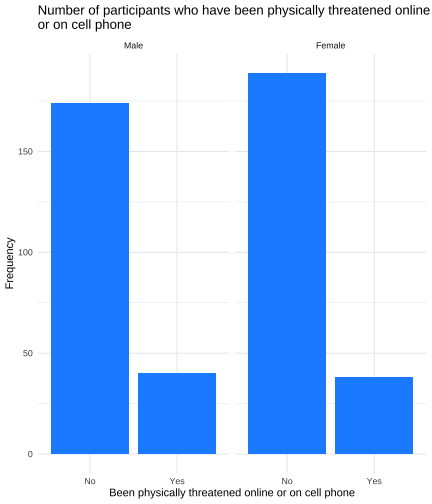 Number of participants who have been physically threatened online
or on cell phone
Male
Female
150
100
50
0
Frequency
No
Yes
No
Yes
Been physically threatened online or on cell phone